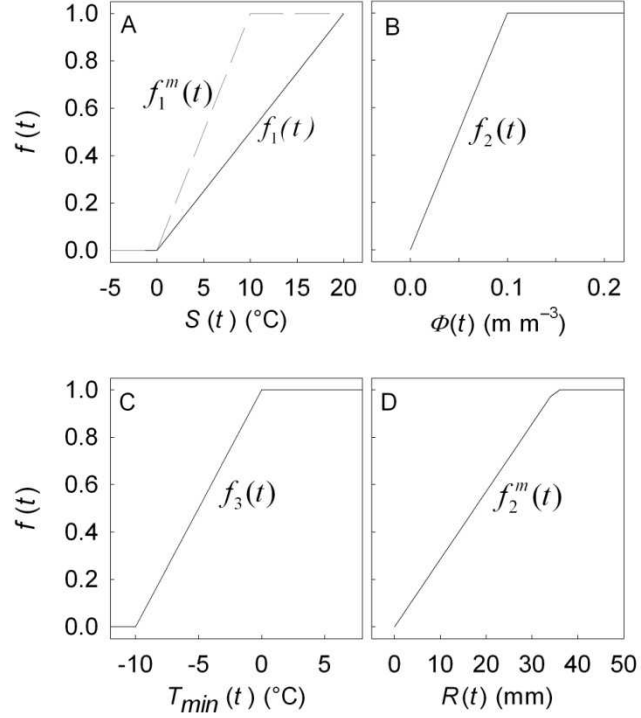 A
B
f₁ᵐ(t)
f₁(t)
f₂(t)
f (t)
1.0
0.8
0.6
0.4
0.2
0.0
-5 0 5 10 15 20
0.0 0.1 0.2
S (t) (°C)
Φ(t) (m m⁻³)
C
D
f₃(t)
f₂ᵐ(t)
f (t)
1.0
0.8
0.6
0.4
0.2
0.0
-10 -5 0 5
0 10 20 30 40 50
Tmin (t) (°C)
R(t) (mm)